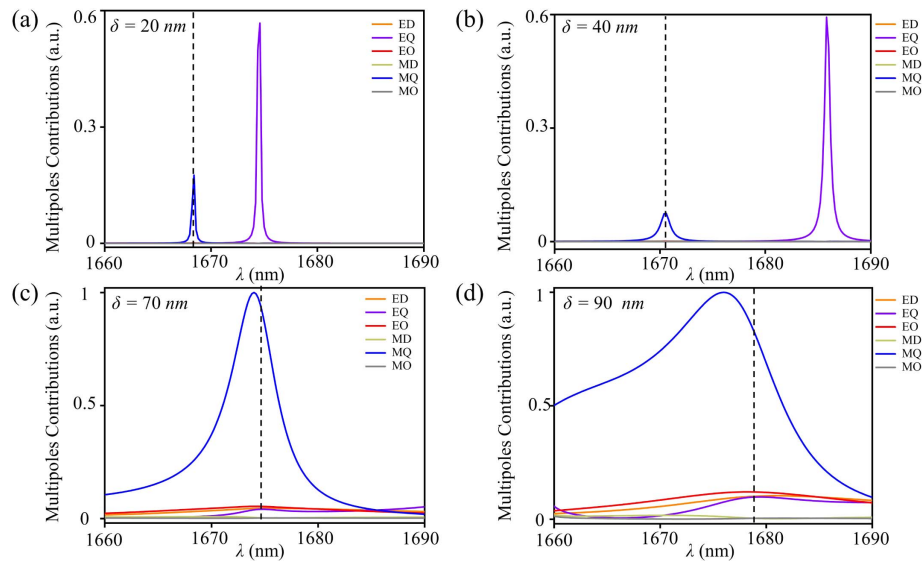 (a)
Multipoles Contributions (a.u.)
0.6
0.3
0
δ = 20 nm
ED
EQ
EO
MD
MQ
MO
1660
1670
1680
1690
λ (nm)
(b)
Multipoles Contributions (a.u.)
0.6
0.3
0
δ = 40 nm
ED
EQ
EO
MD
MQ
MO
1660
1670
1680
1690
λ (nm)
(c)
Multipoles Contributions (a.u.)
1
0.5
0
δ = 70 nm
ED
EQ
EO
MD
MQ
MO
1660
1670
1680
1690
λ (nm)
(d)
Multipoles Contributions (a.u.)
1
0.5
0
δ = 90 nm
ED
EQ
EO
MD
MQ
MO
1660
1670
1680
1690
λ (nm)